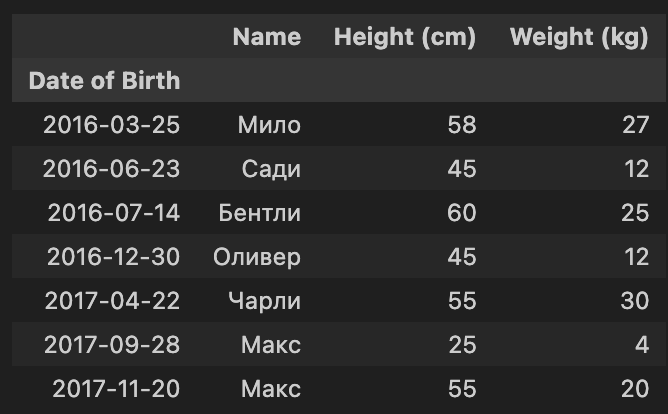 Name Height (cm) Weight (kg)
Date of Birth
2016-03-25 Мило 58 27
2016-06-23 Сади 45 12
2016-07-14 Бентли 60 25
2016-12-30 Оливер 45 12
2017-04-22 Чарли 55 30
2017-09-28 Макс 25 4
2017-11-20 Макс 55 20